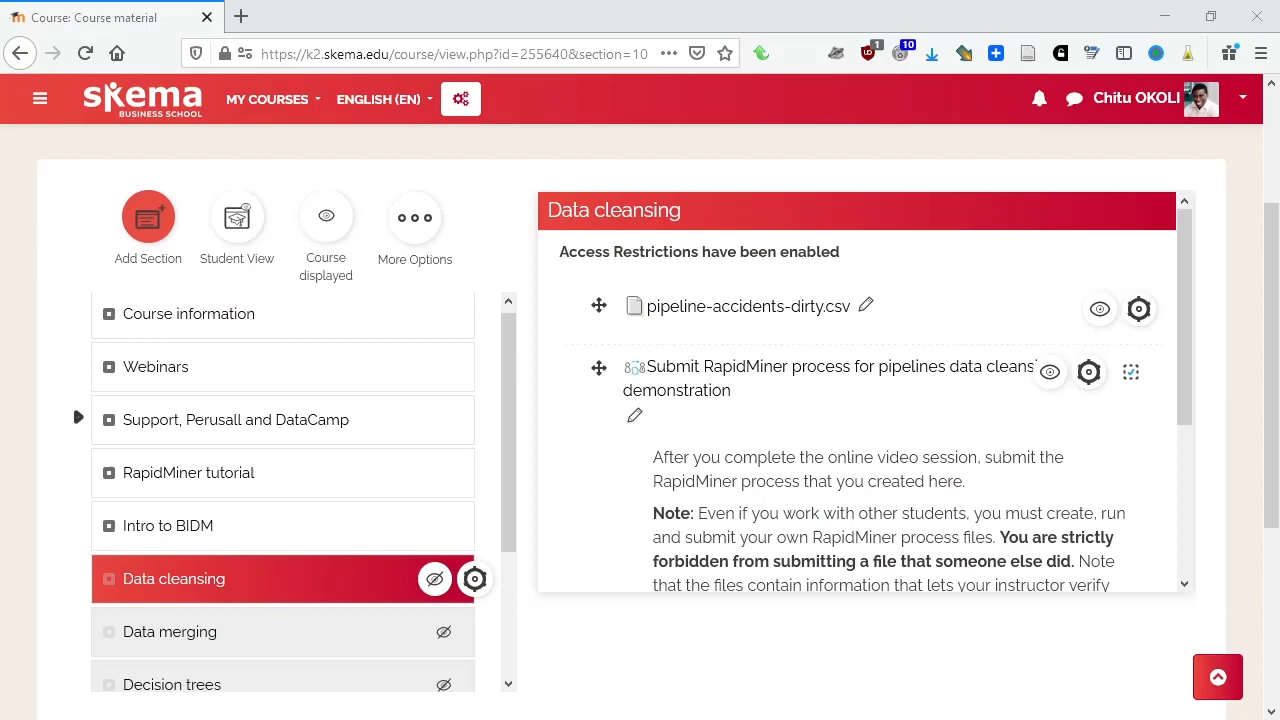 Course: Course material
https://k2.skema.edu/course/view.php?id=255640&section=10
1
10
skema
BUSINESS SCHOOL
MY COURSES
ENGLISH (EN)
Chitu OKOLI
Add Section
Student View
Course
displayed
More Options
Course information
Webinars
Support, Perusall and DataCamp
RapidMiner tutorial
Intro to BIDM
Data cleansing
Data merging
Decision trees
Data cleansing
Access Restrictions have been enabled
pipeline-accidents-dirty.csv
Submit RapidMiner process for pipelines data cleansi
demonstration
After you complete the online video session, submit the
RapidMiner process that you created here.
Note: Even if you work with other students, you must create, run
and submit your own RapidMiner process files. You are strictly
forbidden from submitting a file that someone else did. Note
that the files contain information that lets your instructor verify